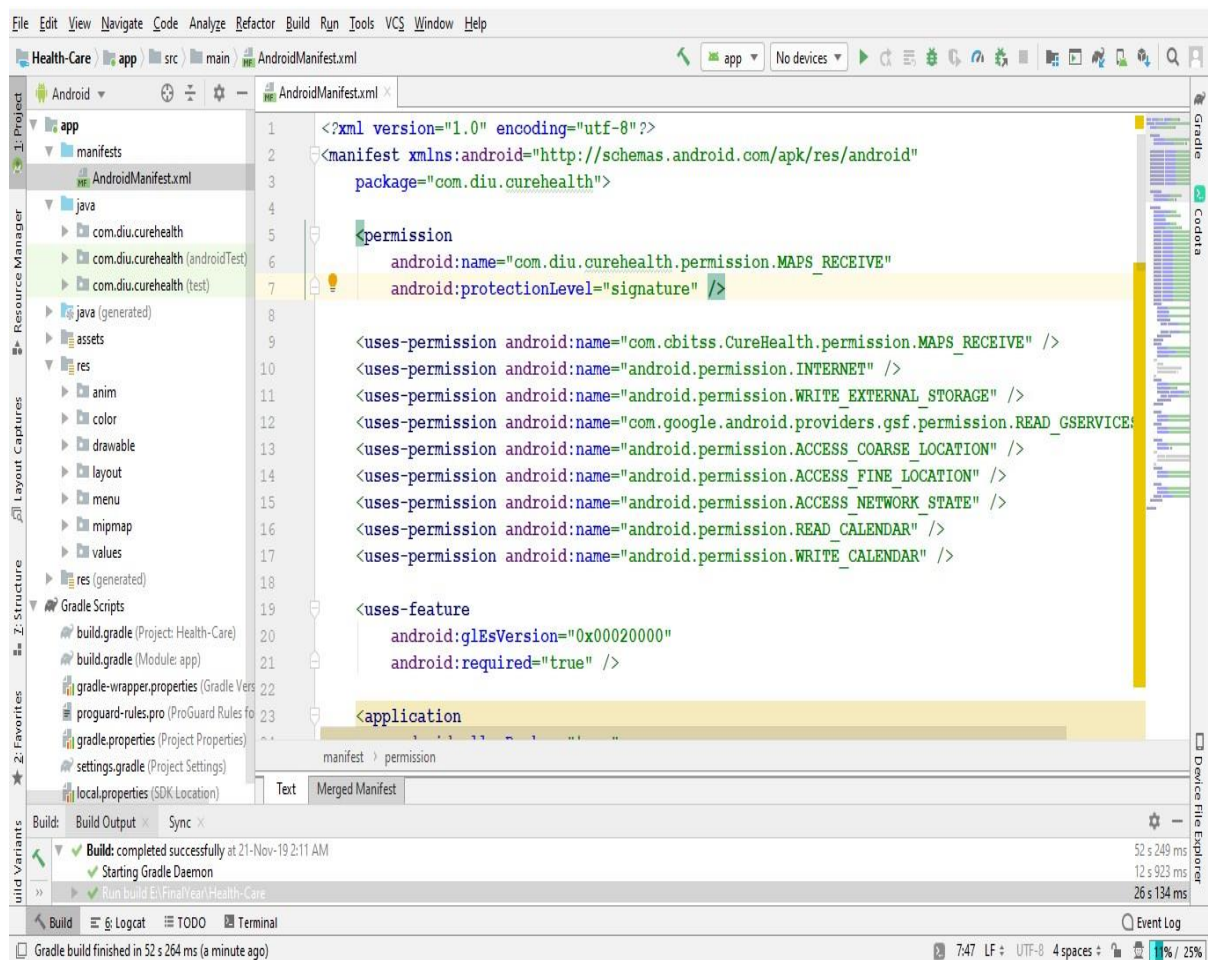 File Edit View Navigate Code Analyze Refactor Build Run Tools VCS Window Help
Health-Care app src main AndroidManifest.xml app No devices
Android AndroidManifest.xml
1: Project
Resource Manager
Layout Captures
Z: Structure
2: Favorites
uild Variants
app
manifests
AndroidManifest.xml
java
com.diu.curehealth
com.diu.curehealth (androidTest)
com.diu.curehealth (test)
java (generated)
assets
res
anim
color
drawable
layout
menu
mipmap
values
res (generated)
Gradle Scripts
build.gradle (Project: Health-Care)
build.gradle (Module: app)
gradle-wrapper.properties (Gradle Vers
proguard-rules.pro (ProGuard Rules fo
gradle.properties (Project Properties)
settings.gradle (Project Settings)
local.properties (SDK Location)
1 <?xml version="1.0" encoding="utf-8"?>
2 <manifest xmlns:android="http://schemas.android.com/apk/res/android"
3 package="com.diu.curehealth">
4
5 <permission
6 android:name="com.diu.curehealth.permission.MAPS_RECEIVE"
7 android:protectionLevel="signature" />
8
9 <uses-permission android:name="com.cbitss.CureHealth.permission.MAPS_RECEIVE" />
10 <uses-permission android:name="android.permission.INTERNET" />
11 <uses-permission android:name="android.permission.WRITE_EXTERNAL_STORAGE" />
12 <uses-permission android:name="com.google.android.providers.gsf.permission.READ_GSERVICES
13 <uses-permission android:name="android.permission.ACCESS_COARSE_LOCATION" />
14 <uses-permission android:name="android.permission.ACCESS_FINE_LOCATION" />
15 <uses-permission android:name="android.permission.ACCESS_NETWORK_STATE" />
16 <uses-permission android:name="android.permission.READ_CALENDAR" />
17 <uses-permission android:name="android.permission.WRITE_CALENDAR" />
18
19 <uses-feature
20 android:glEsVersion="0x00020000"
21 android:required="true" />
22
23 <application
manifest > permission
Text Merged Manifest
Gradle
Codota
Device File Explorer
Build: Build Output Sync
Build: completed successfully at 21-Nov-19 2:11 AM 52 s 249 ms
Starting Gradle Daemon 12 s 923 ms
Run build E:\FinalYear\Health-Care 26 s 134 ms
Build 6: Logcat TODO Terminal Event Log
Gradle build finished in 52 s 264 ms (a minute ago) 7:47 LF UTF-8 4 spaces 11% / 25%